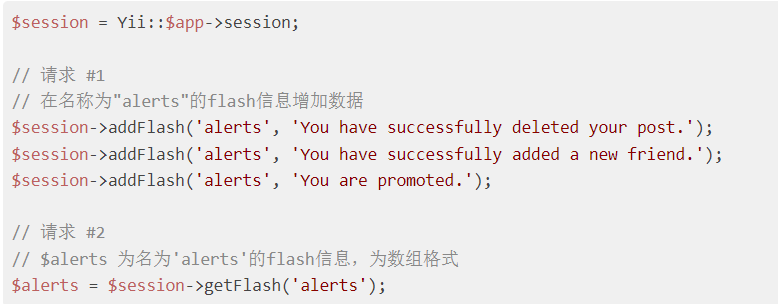 $session = Yii::$app->session;
// 请求 #1
// 在名称为"alerts"的flash信息增加数据
$session->addFlash('alerts', 'You have successfully deleted your post.');
$session->addFlash('alerts', 'You have successfully added a new friend.');
$session->addFlash('alerts', 'You are promoted.');
// 请求 #2
// $alerts 为名为'alerts'的flash信息，为数组格式
$alerts = $session->getFlash('alerts');